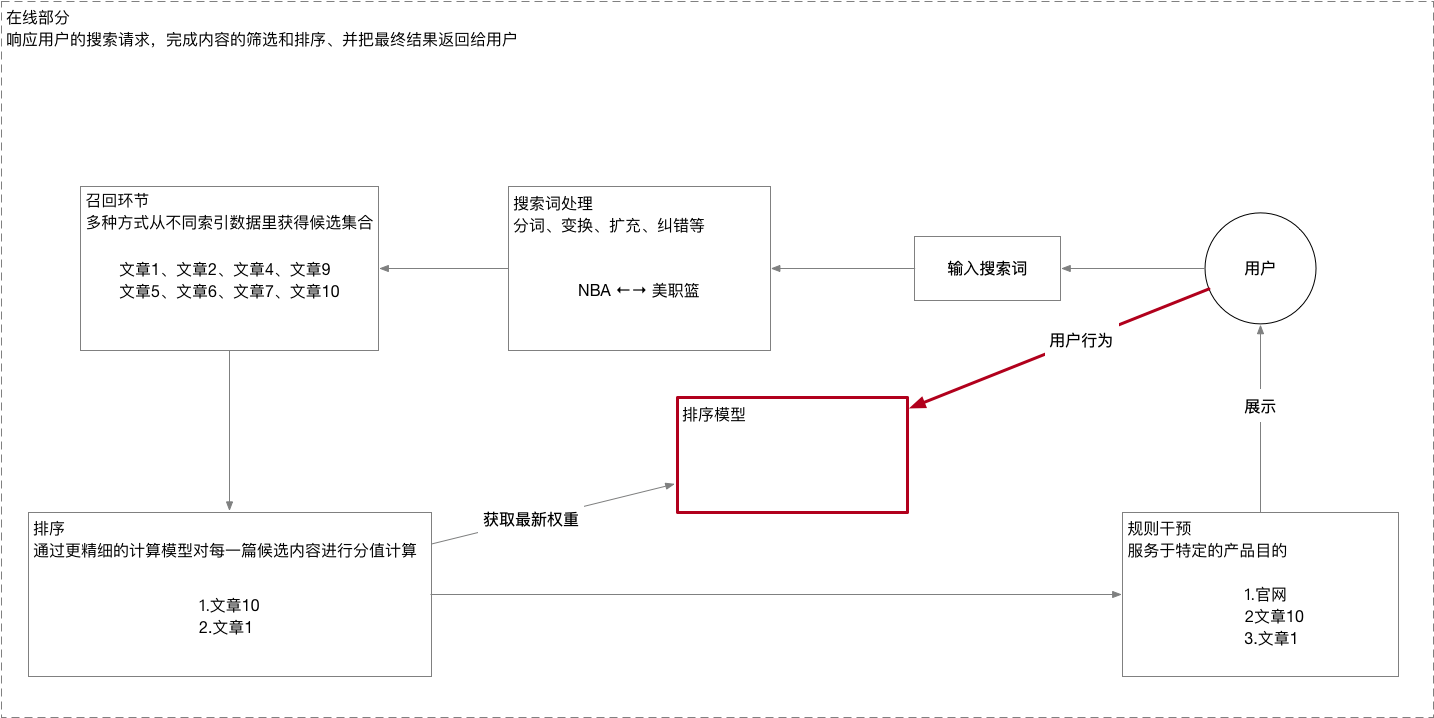 在线部分
响应用户的搜索请求，完成内容的筛选和排序、并把最终结果返回给用户
召回环节
多种方式从不同索引数据里获得候选集合
文章1、文章2、文章4、文章9
文章5、文章6、文章7、文章10
搜索词处理
分词、变换、扩充、纠错等
NBA ←→ 美职篮
输入搜索词
用户
用户行为
排序模型
展示
获取最新权重
排序
通过更精细的计算模型对每一篇候选内容进行分值计算
1.文章10
2.文章1
规则干预
服务于特定的产品目的
1.官网
2文章10
3.文章1